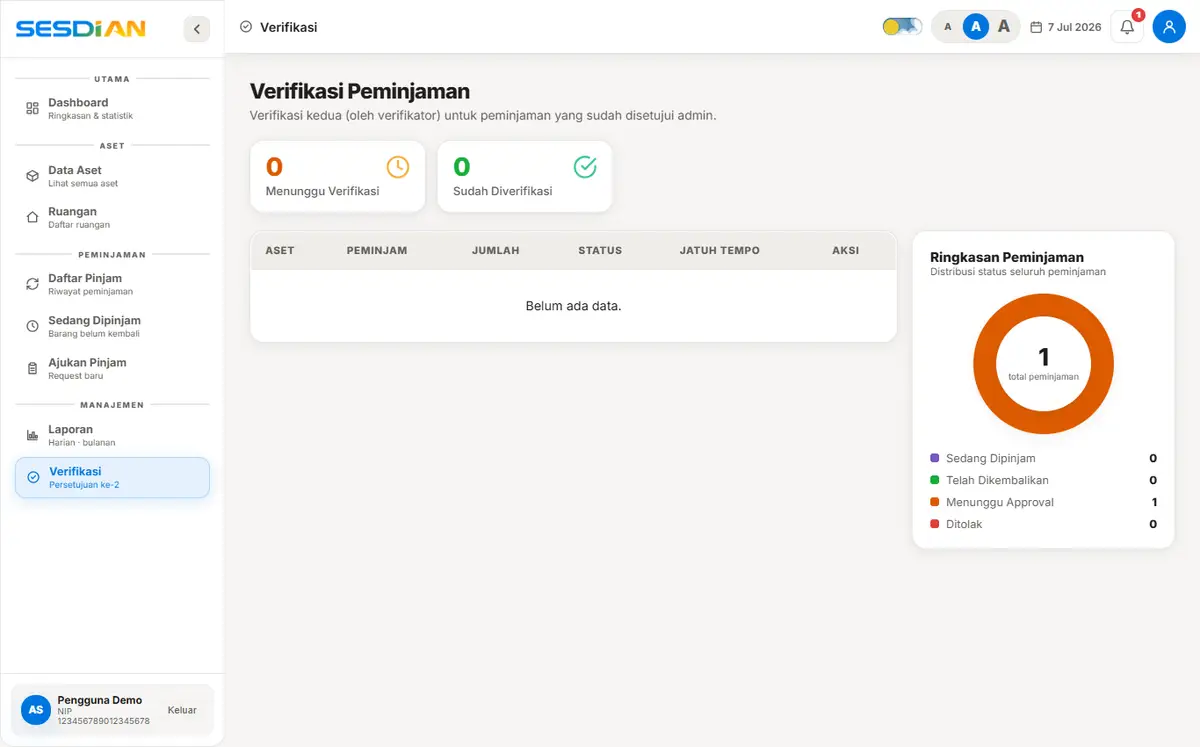 SESDiAN
Verifikasi
A A A
7 Jul 2026
1
UTAMA
Dashboard
Ringkasan & statistik
ASET
Data Aset
Lihat semua aset
Ruangan
Daftar ruangan
PEMINJAMAN
Daftar Pinjam
Riwayat peminjaman
Sedang Dipinjam
Barang belum kembali
Ajukan Pinjam
Request baru
MANAJEMEN
Laporan
Harian - bulanan
Verifikasi
Persetujuan ke-2
AS
Pengguna Demo
NIP
123456789012345678
Keluar
Verifikasi Peminjaman
Verifikasi kedua (oleh verifikator) untuk peminjaman yang sudah disetujui admin.
0
Menunggu Verifikasi
0
Sudah Diverifikasi
ASET PEMINJAM JUMLAH STATUS JATUH TEMPO AKSI
Belum ada data.
Ringkasan Peminjaman
Distribusi status seluruh peminjaman
1
total peminjaman
Sedang Dipinjam 0
Telah Dikembalikan 0
Menunggu Approval 1
Ditolak 0